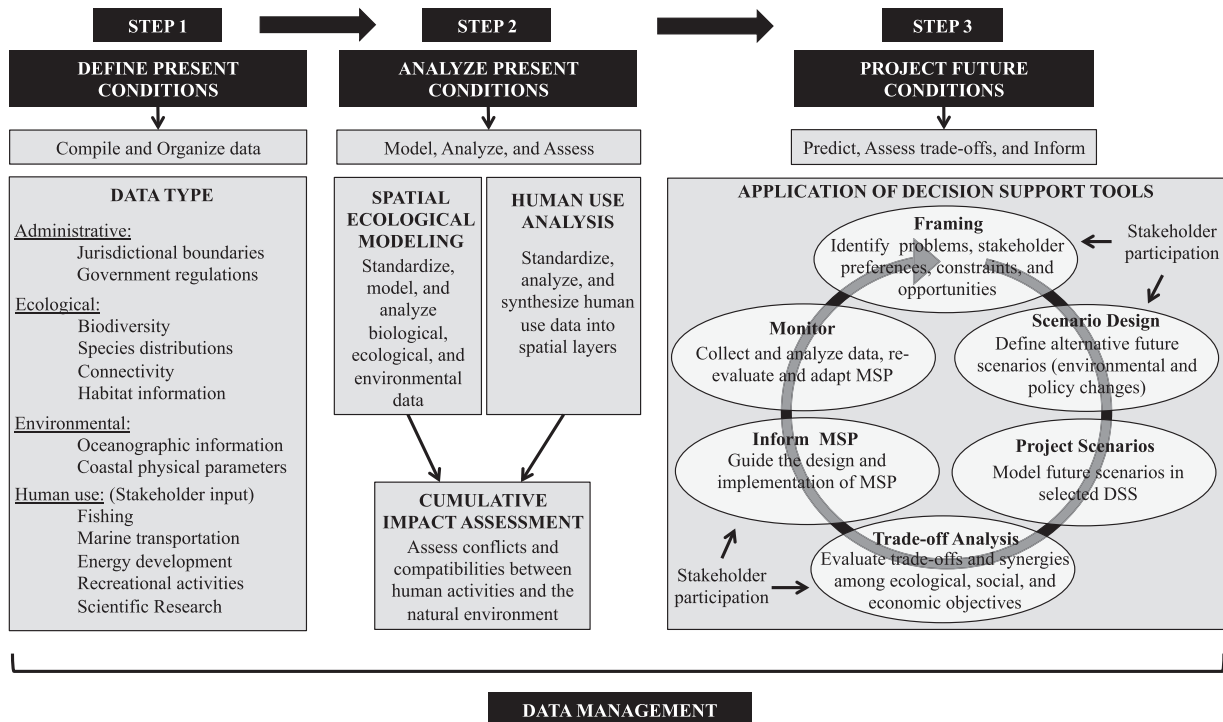 STEP 1
STEP 2
STEP 3
DEFINE PRESENT
CONDITIONS
ANALYZE PRESENT
CONDITIONS
PROJECT FUTURE
CONDITIONS
Compile and Organize data
Model, Analyze, and Assess
Predict, Assess trade-offs, and Inform
DATA TYPE
Administrative:
Jurisdictional boundaries
Government regulations
Ecological:
Biodiversity
Species distributions
Connectivity
Habitat information
Environmental:
Oceanographic information
Coastal physical parameters
Human use: (Stakeholder input)
Fishing
Marine transportation
Energy development
Recreational activities
Scientific Research
SPATIAL
ECOLOGICAL
MODELING
Standardize,
model, and
analyze
biological,
ecological, and
environmental
data
HUMAN USE
ANALYSIS
Standardize,
analyze, and
synthesize human
use data into
spatial layers
CUMULATIVE
IMPACT ASSESSMENT
Assess conflicts and
compatibilities between
human activities and the
natural environment
APPLICATION OF DECISION SUPPORT TOOLS
Framing
Identify problems, stakeholder
preferences, constraints, and
opportunities
Stakeholder
participation
Scenario Design
Define alternative future
scenarios (environmental and
policy changes)
Project Scenarios
Model future scenarios in
selected DSS
Trade-off Analysis
Evaluate trade-offs and synergies
among ecological, social, and
economic objectives
Stakeholder
participation
Inform MSP
Guide the design and
implementation of MSP
Monitor
Collect and analyze data, re-
evaluate and adapt MSP
DATA MANAGEMENT